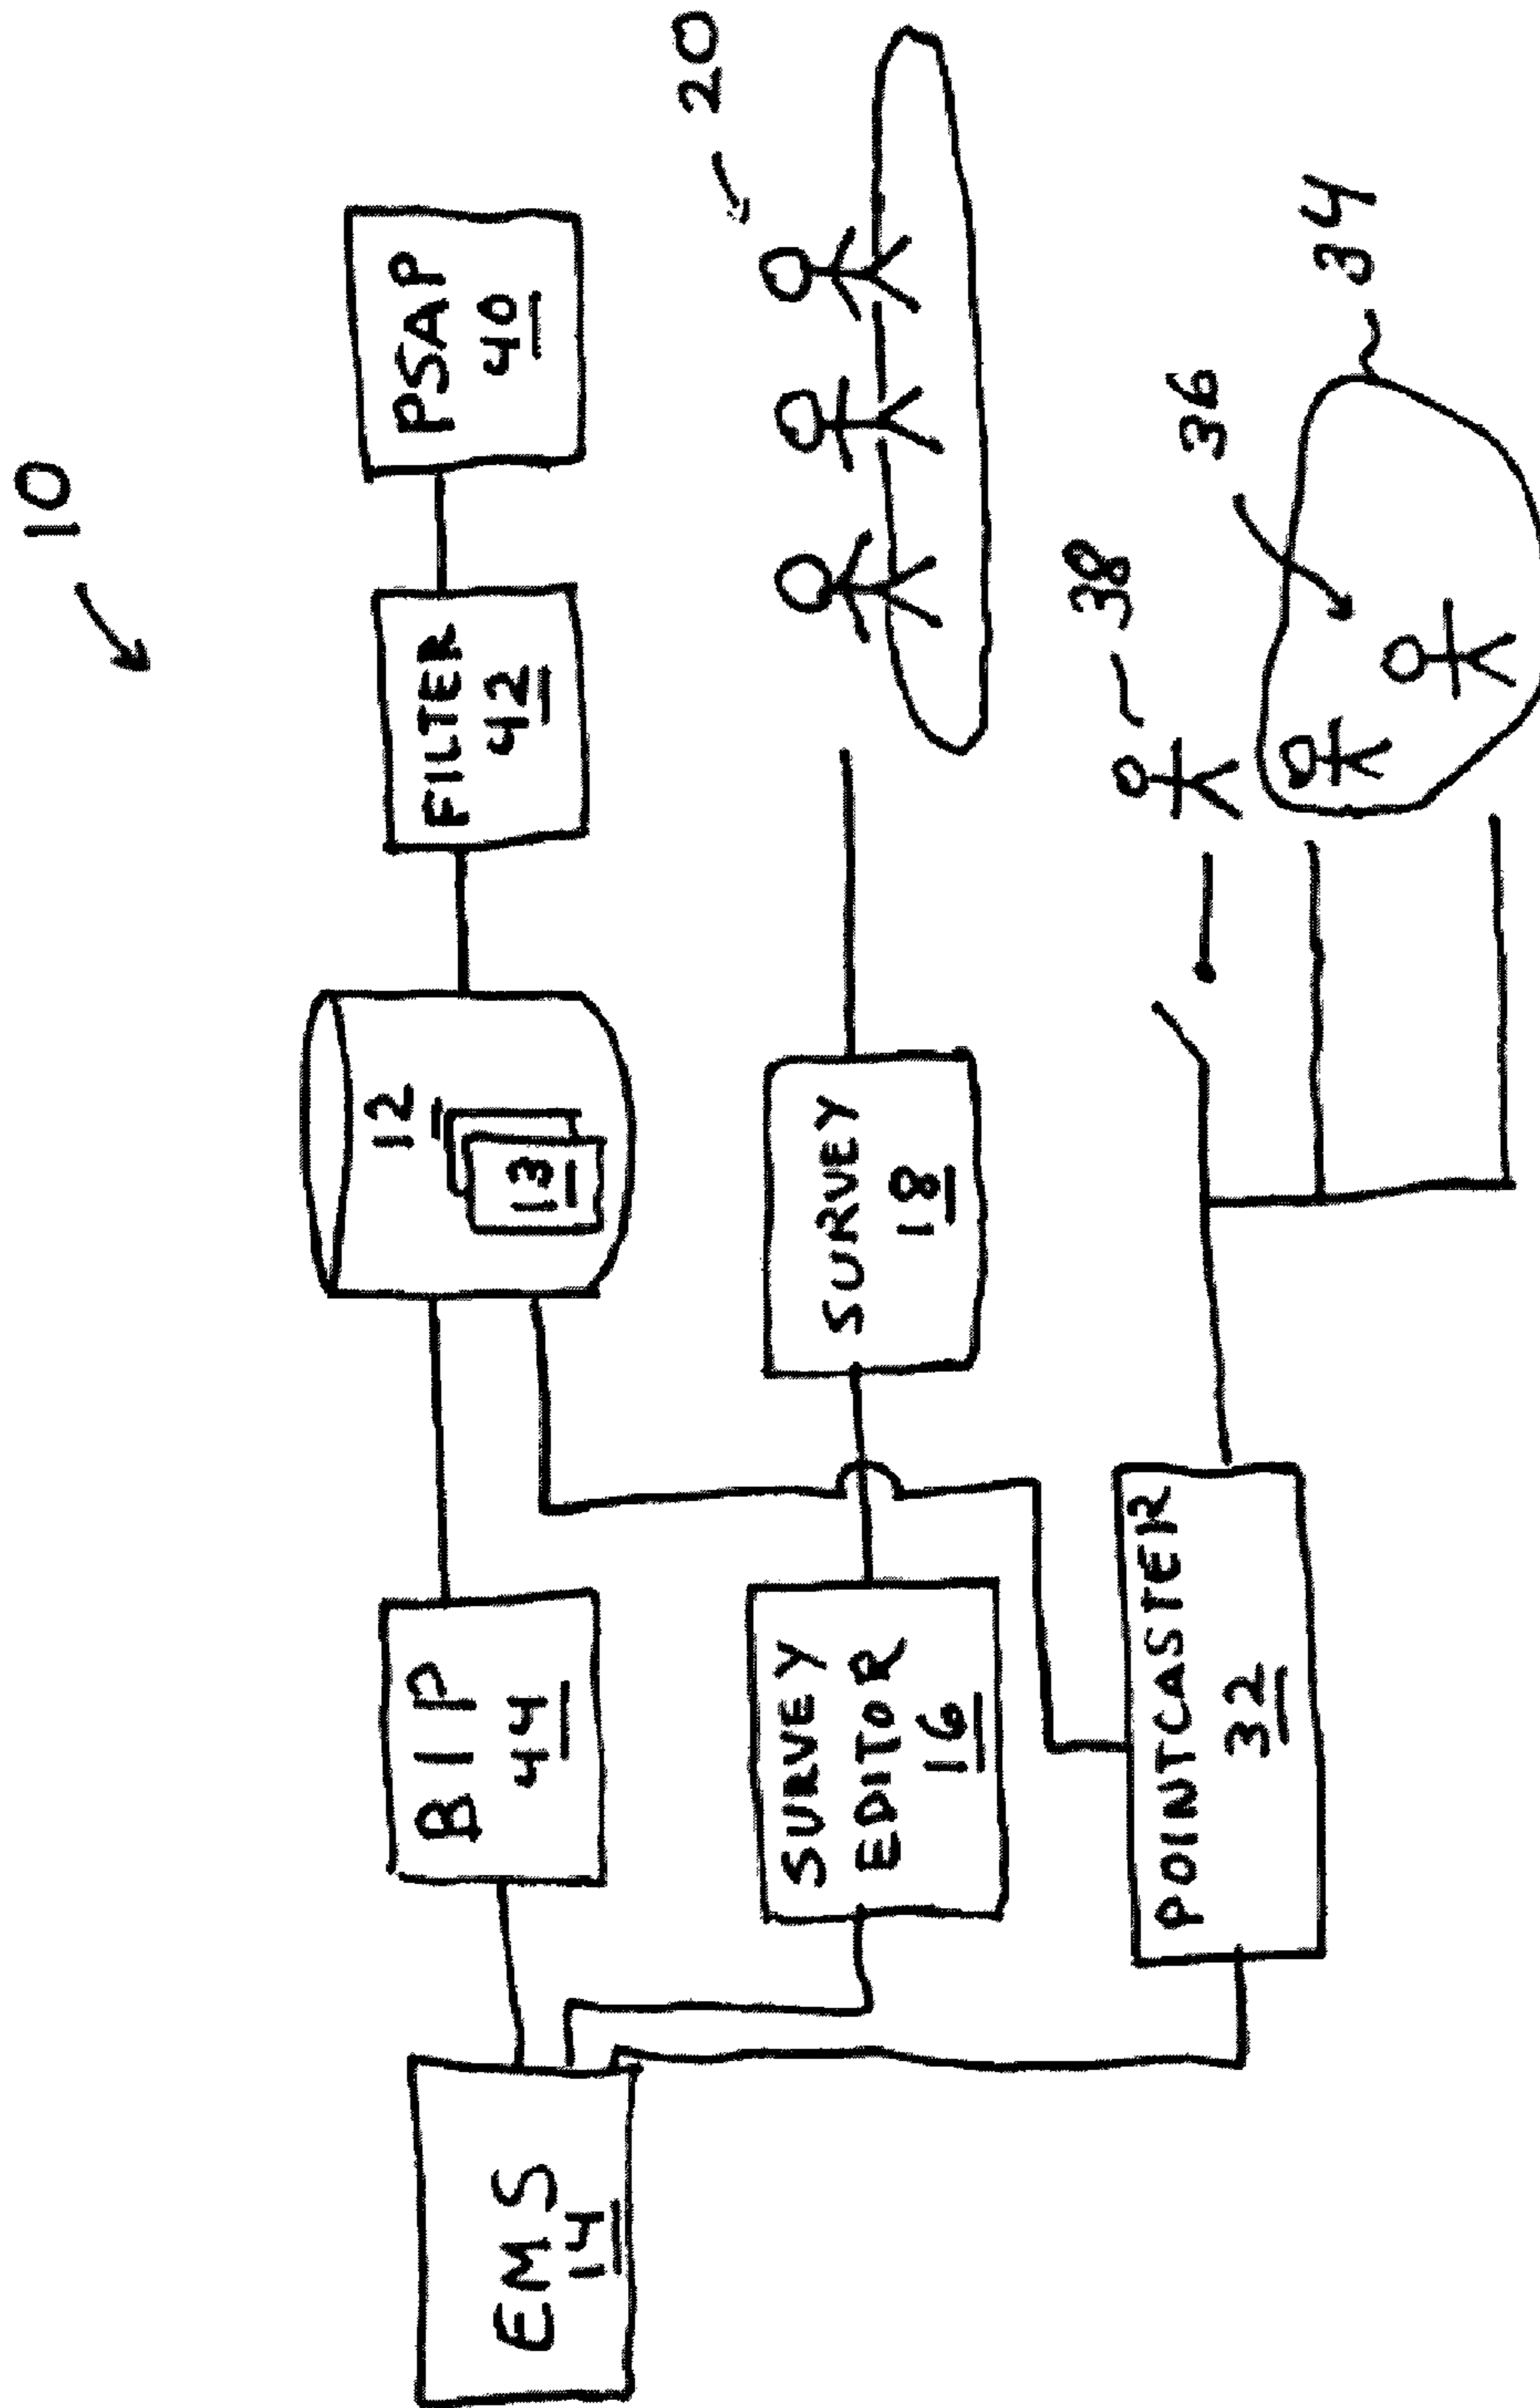 10
PSAP
40
FILTER
42
12
13
BIP
44
EMS
14
20
SURVEY
18
SURVEY
EDITOR
16
38
36
34
POINTCASTER
32